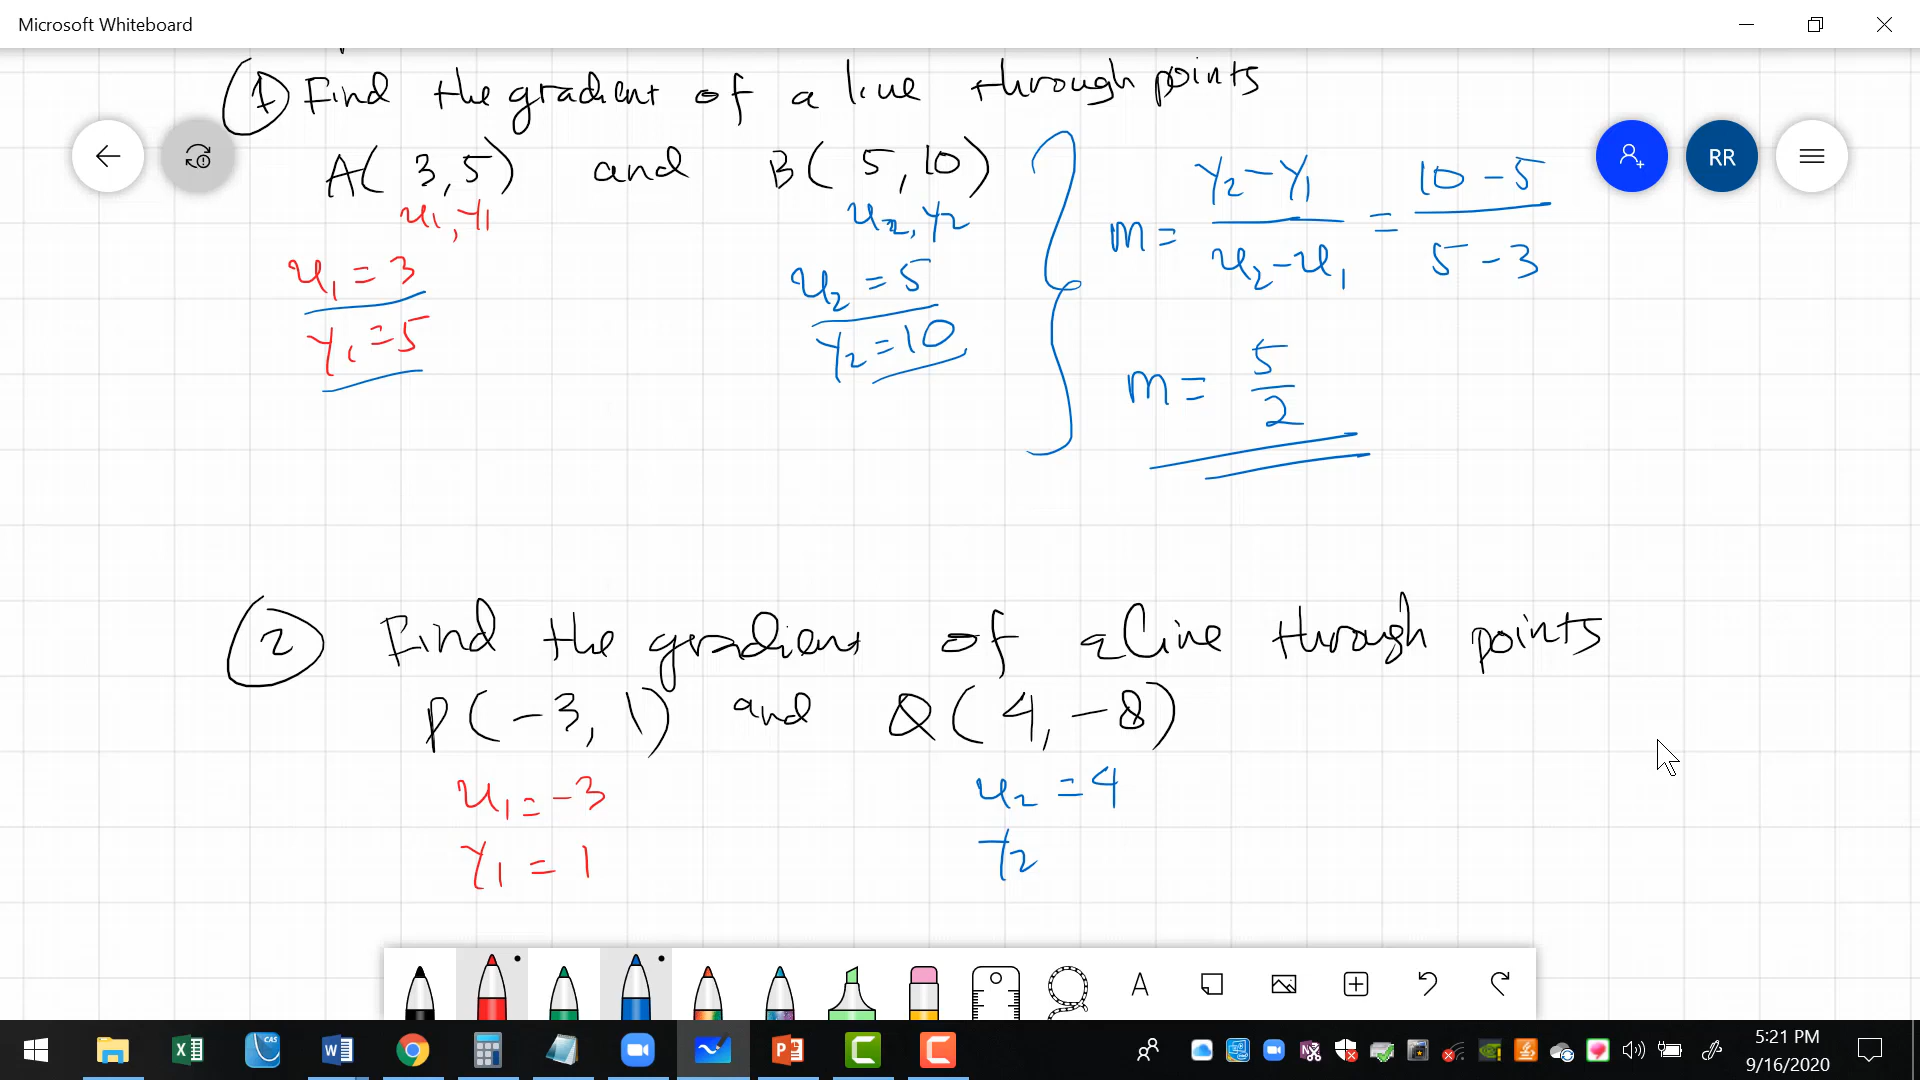 Microsoft Whiteboard
① Find the gradient of a line through points
A( 3, 5) and B( 5, 10)
x₁, y₁ x₂, y₂
x₁ = 3 x₂ = 5
y₁ = 5 y₂ = 10
m = y₂ - y₁ / x₂ - x₁ = 10 - 5 / 5 - 3
m = 5 / 2
RR
② Find the gradient of a line through points
P( -3, 1) and Q( 4, -8)
x₁ = -3 x₂ = 4
y₁ = 1 y₂
5:21 PM
9/16/2020